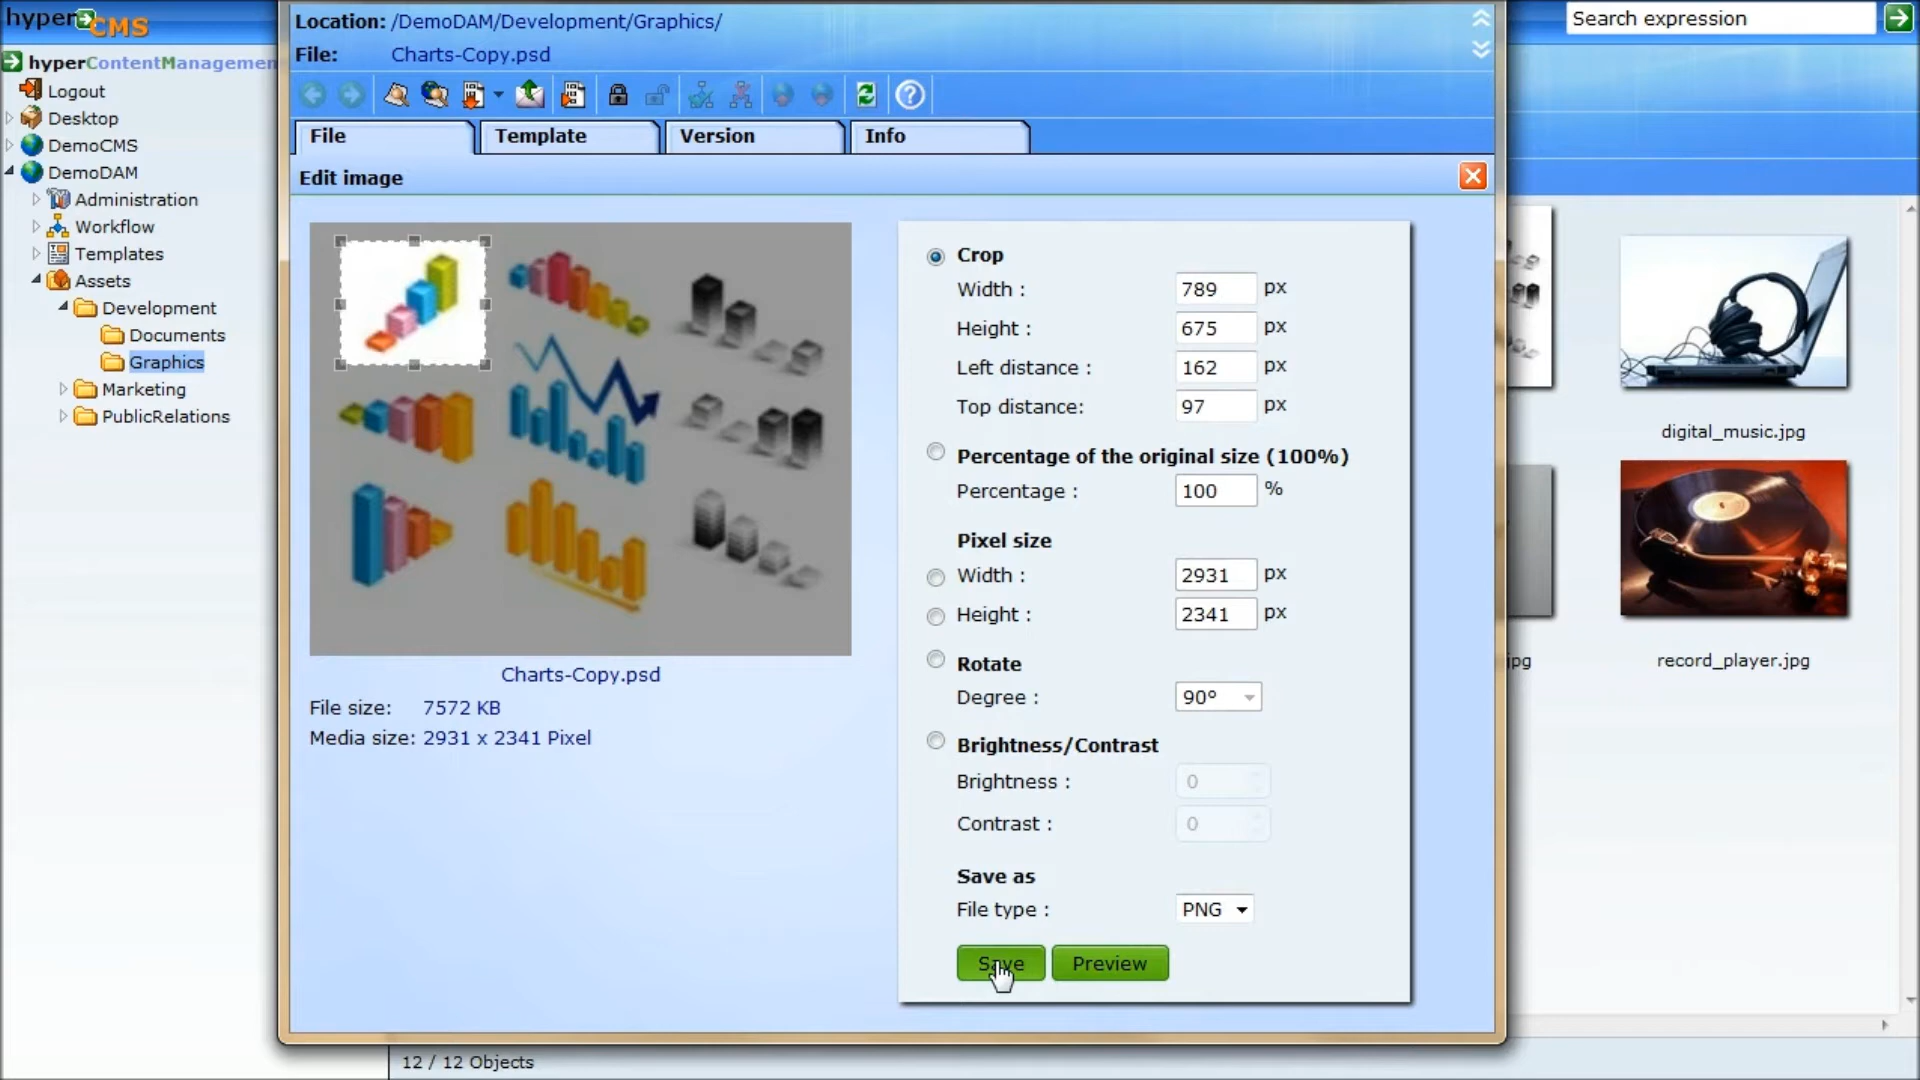 hyper CMS
Location: /DemoDAM/Development/Graphics/
File: Charts-Copy.psd
Search expression
hyperContentManagemen
Logout
Desktop
DemoCMS
DemoDAM
Administration
Workflow
Templates
Assets
Development
Documents
Graphics
Marketing
PublicRelations
File
Template
Version
Info
Edit image
Charts-Copy.psd
File size: 7572 KB
Media size: 2931 x 2341 Pixel
Crop
Width : 789 px
Height : 675 px
Left distance : 162 px
Top distance: 97 px
Percentage of the original size (100%)
Percentage : 100 %
Pixel size
Width : 2931 px
Height : 2341 px
Rotate
Degree : 90°
Brightness/Contrast
Brightness : 0
Contrast : 0
Save as
File type : PNG
Save
Preview
digital_music.jpg
jpg
record_player.jpg
12 / 12 Objects